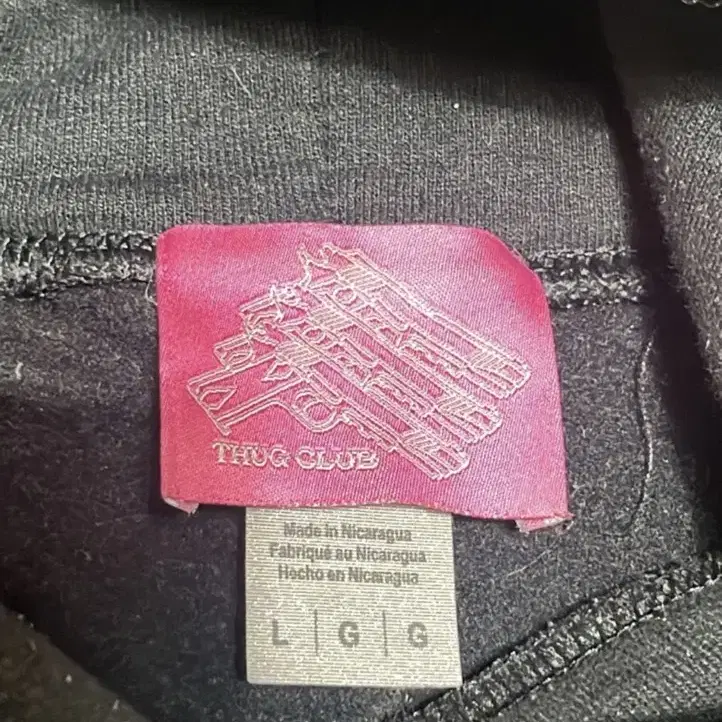 THUG CLUB
Made in Nicaragua
Fabriqué au Nicaragua
Hecho en Nicaragua
L | G | G